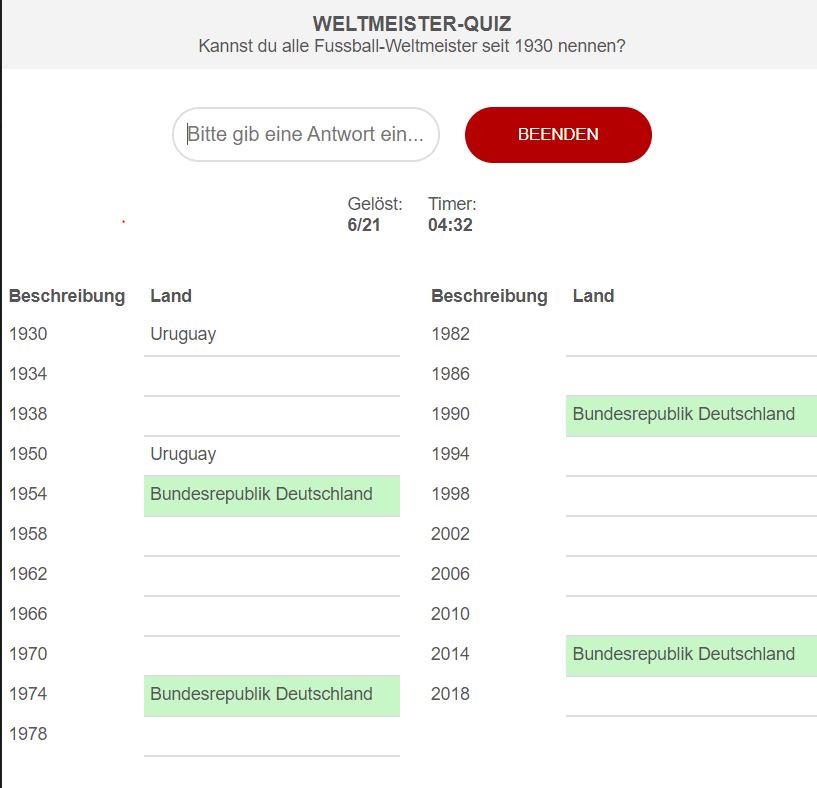 WELTMEISTER-QUIZ
Kannst du alle Fussball-Weltmeister seit 1930 nennen?
Bitte gib eine Antwort ein...
BEENDEN
Gelöst: Timer:
6/21 04:32
Beschreibung Land
1930 Uruguay
1934
1938
1950 Uruguay
1954 Bundesrepublik Deutschland
1958
1962
1966
1970
1974 Bundesrepublik Deutschland
1978
Beschreibung Land
1982
1986
1990 Bundesrepublik Deutschland
1994
1998
2002
2006
2010
2014 Bundesrepublik Deutschland
2018